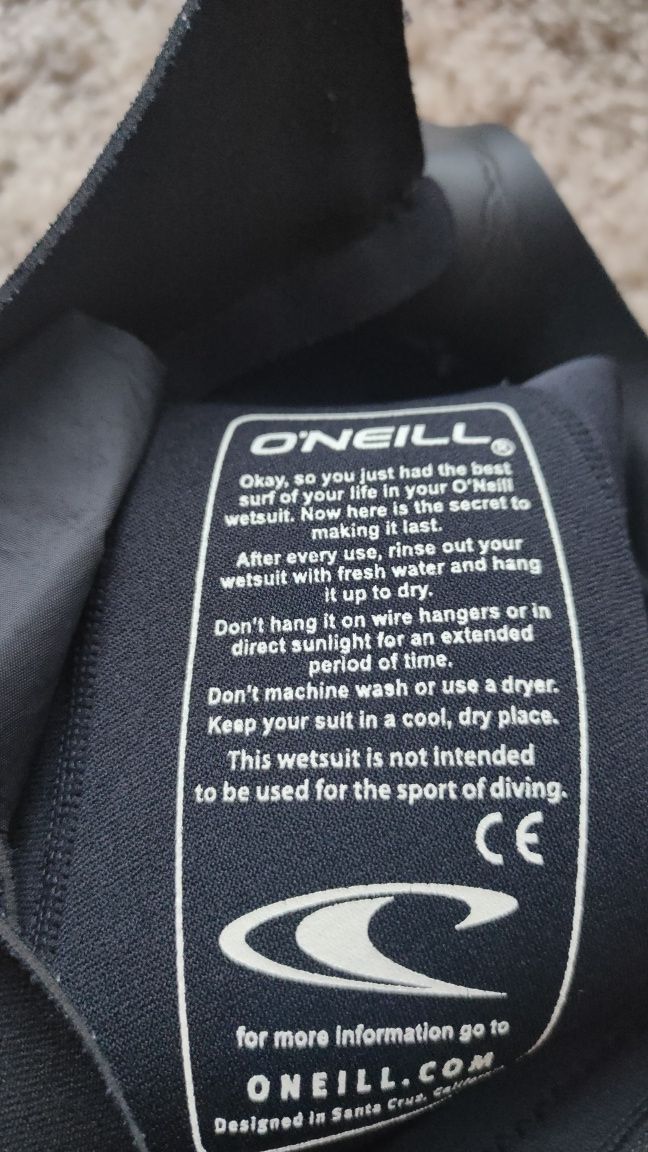 O'NEILL®
Okay, so you just had the best
surf of your life in your O'Neill
wetsuit. Now here is the secret to
making it last.
After every use, rinse out your
wetsuit with fresh water and hang
it up to dry.
Don't hang it on wire hangers or in
direct sunlight for an extended
period of time.
Don't machine wash or use a dryer.
Keep your suit in a cool, dry place.
This wetsuit is not intended
to be used for the sport of diving.
CE
for more information go to
ONEILL.COM
Designed in Santa Cruz,